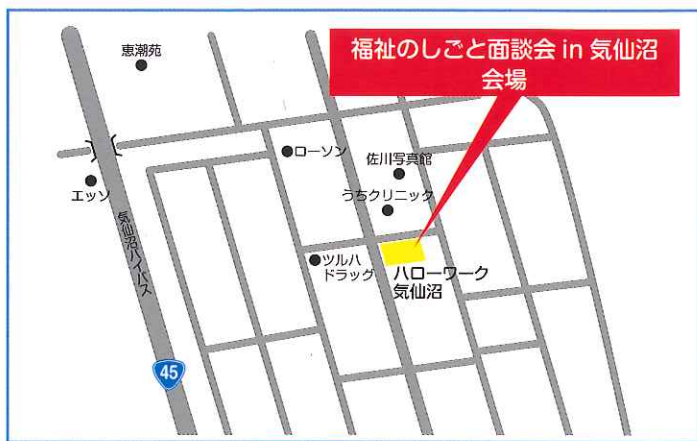 福祉のしごと面談会 in 気仙沼
会場
恵潮苑
ローソン
佐川写真館
エッソ
うちクリニック
気仙沼バイパス
ツルハ
ドラッグ
ハローワーク
気仙沼
45